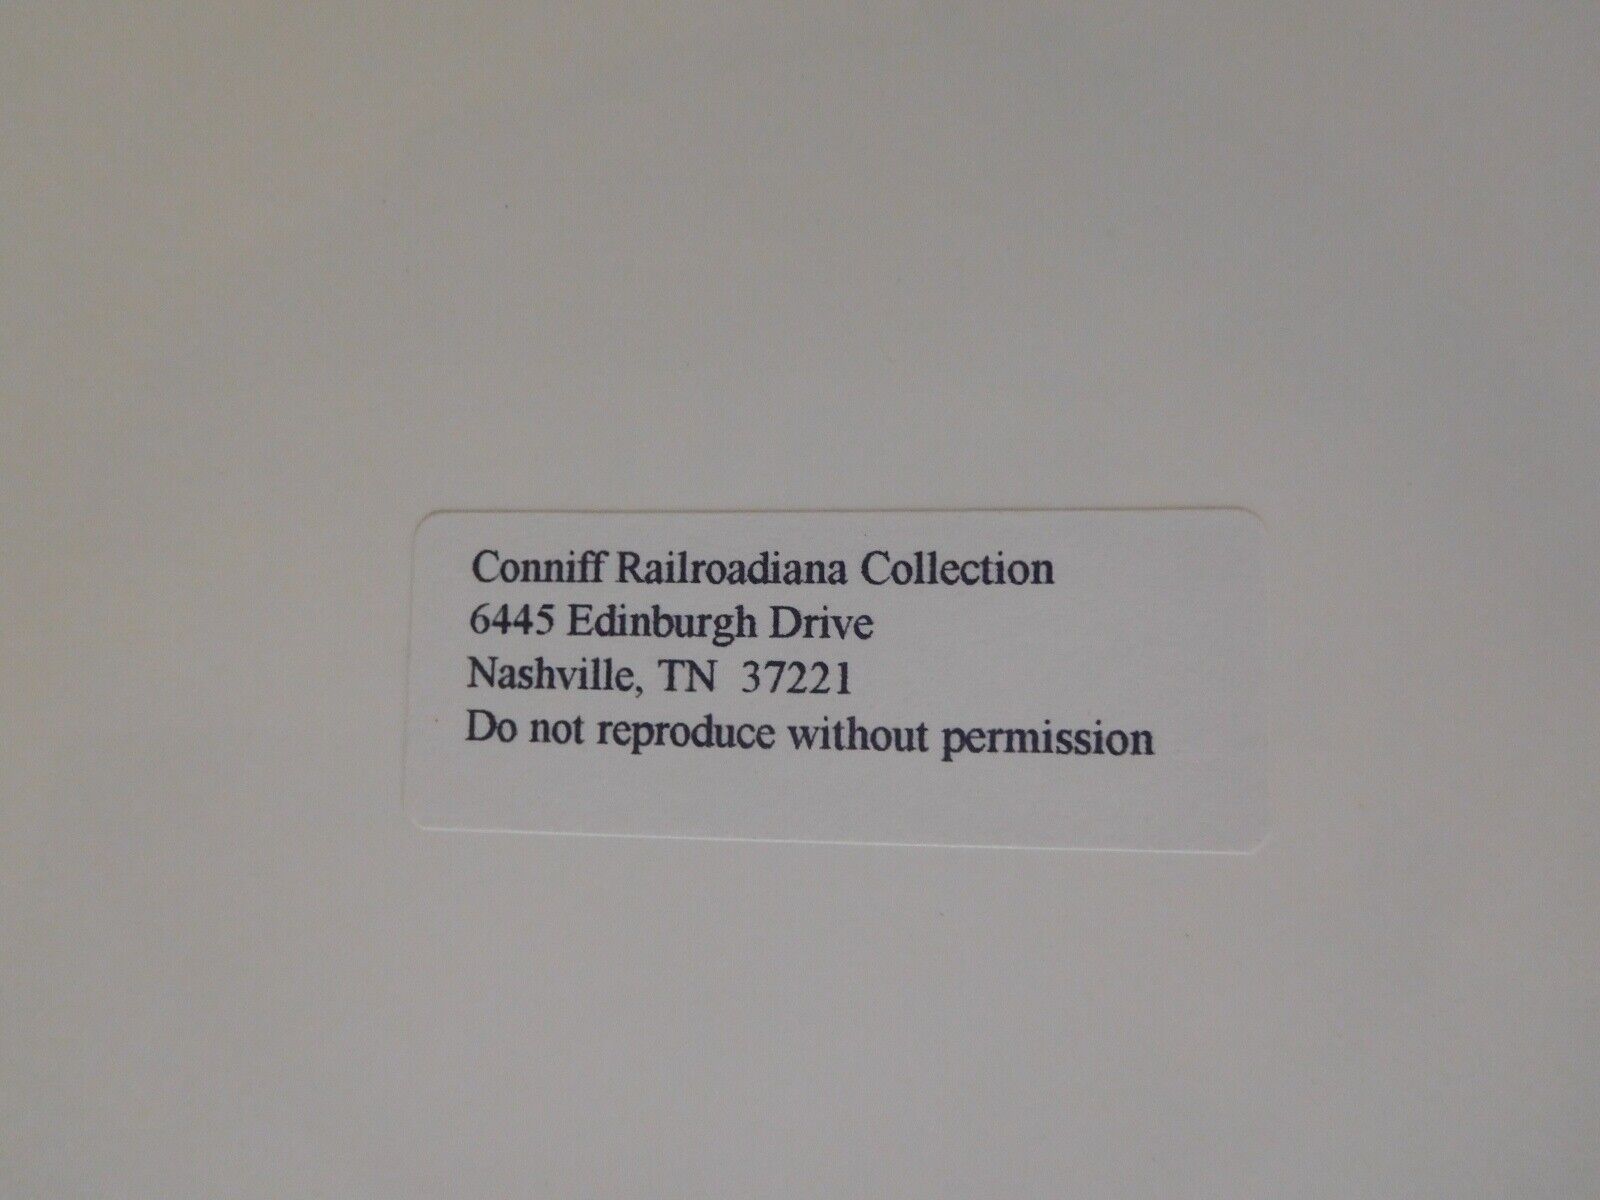 Conniff Railroadiana Collection
6445 Edinburgh Drive
Nashville, TN  37221
Do not reproduce without permission